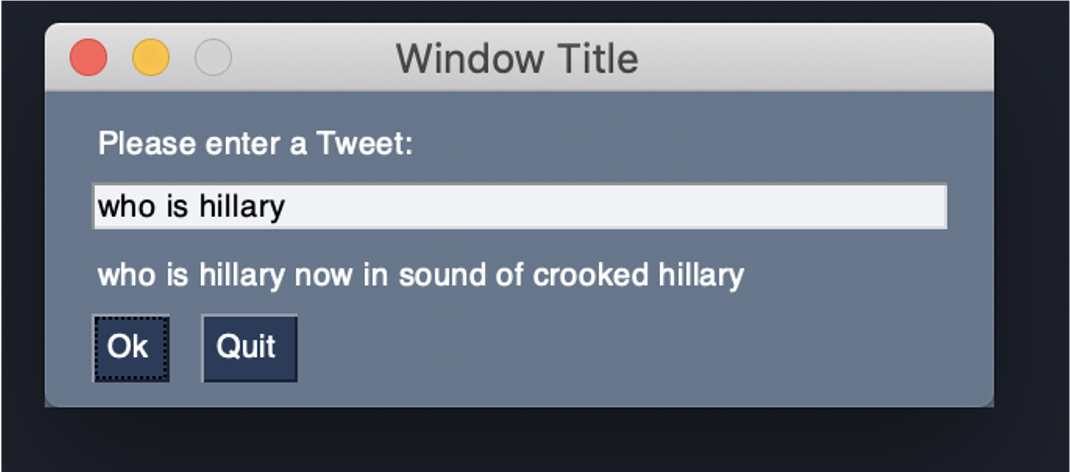 Window Title
Please enter a Tweet:
who is hillary
who is hillary now in sound of crooked hillary
Ok Quit